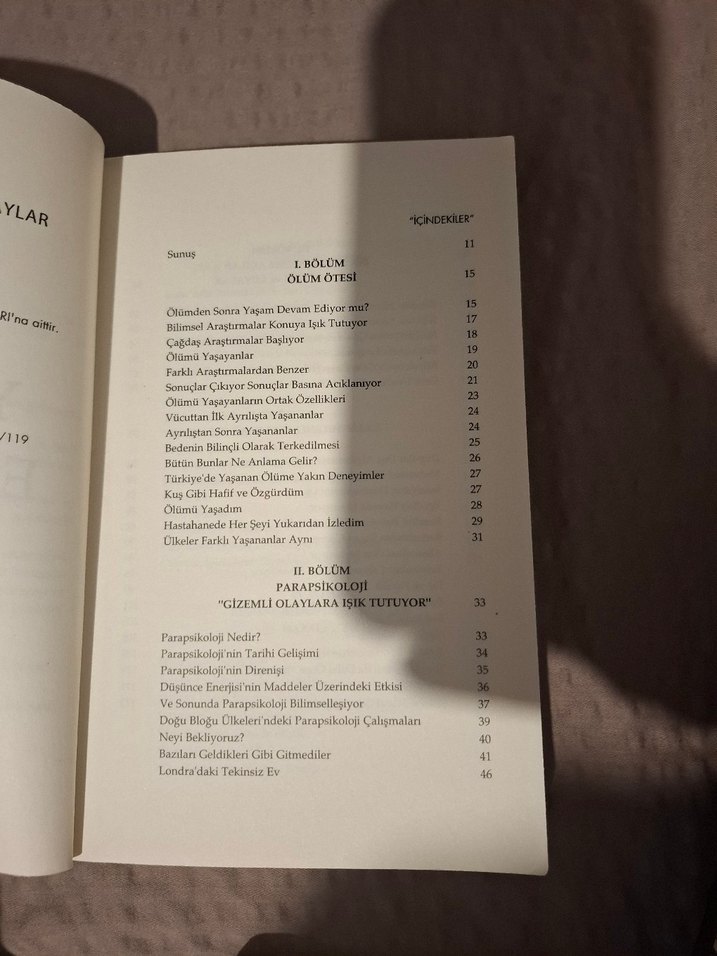 AYLAR
RI'na aittir.
/119
"İÇİNDEKİLER"
Sunuş 11
I. BÖLÜM
ÖLÜM ÖTESİ 15
Ölümden Sonra Yaşam Devam Ediyor mu? 15
Bilimsel Araştırmalar Konuya Işık Tutuyor 17
Çağdaş Araştırmalar Başlıyor 18
Ölümü Yaşayanlar 19
Farklı Araştırmalardan Benzer 20
Sonuçlar Çıkıyor Sonuçlar Basına Acıklanıyor 21
Ölümü Yaşayanların Ortak Özellikleri 23
Vücuttan İlk Ayrılışta Yaşananlar 24
Ayrılıştan Sonra Yaşananlar 24
Bedenin Bilinçli Olarak Terkedilmesi 25
Bütün Bunlar Ne Anlama Gelir? 26
Türkiye'de Yaşanan Ölüme Yakın Deneyimler 27
Kuş Gibi Hafif ve Özgürdüm 27
Ölümü Yaşadım 28
Hastahanede Her Şeyi Yukarıdan İzledim 29
Ülkeler Farklı Yaşananlar Aynı 31
II. BÖLÜM
PARAPSİKOLOJİ
"GİZEMLİ OLAYLARA IŞIK TUTUYOR" 33
Parapsikoloji Nedir? 33
Parapsikoloji'nin Tarihi Gelişimi 34
Parapsikoloji'nin Direnişi 35
Düşünce Enerjisi'nin Maddeler Üzerindeki Etkisi 36
Ve Sonunda Parapsikoloji Bilimselleşiyor 37
Doğu Bloğu Ülkeleri'ndeki Parapsikoloji Çalışmaları 39
Neyi Bekliyoruz? 40
Bazıları Geldikleri Gibi Gitmediler 41
Londra'daki Tekinsiz Ev 46